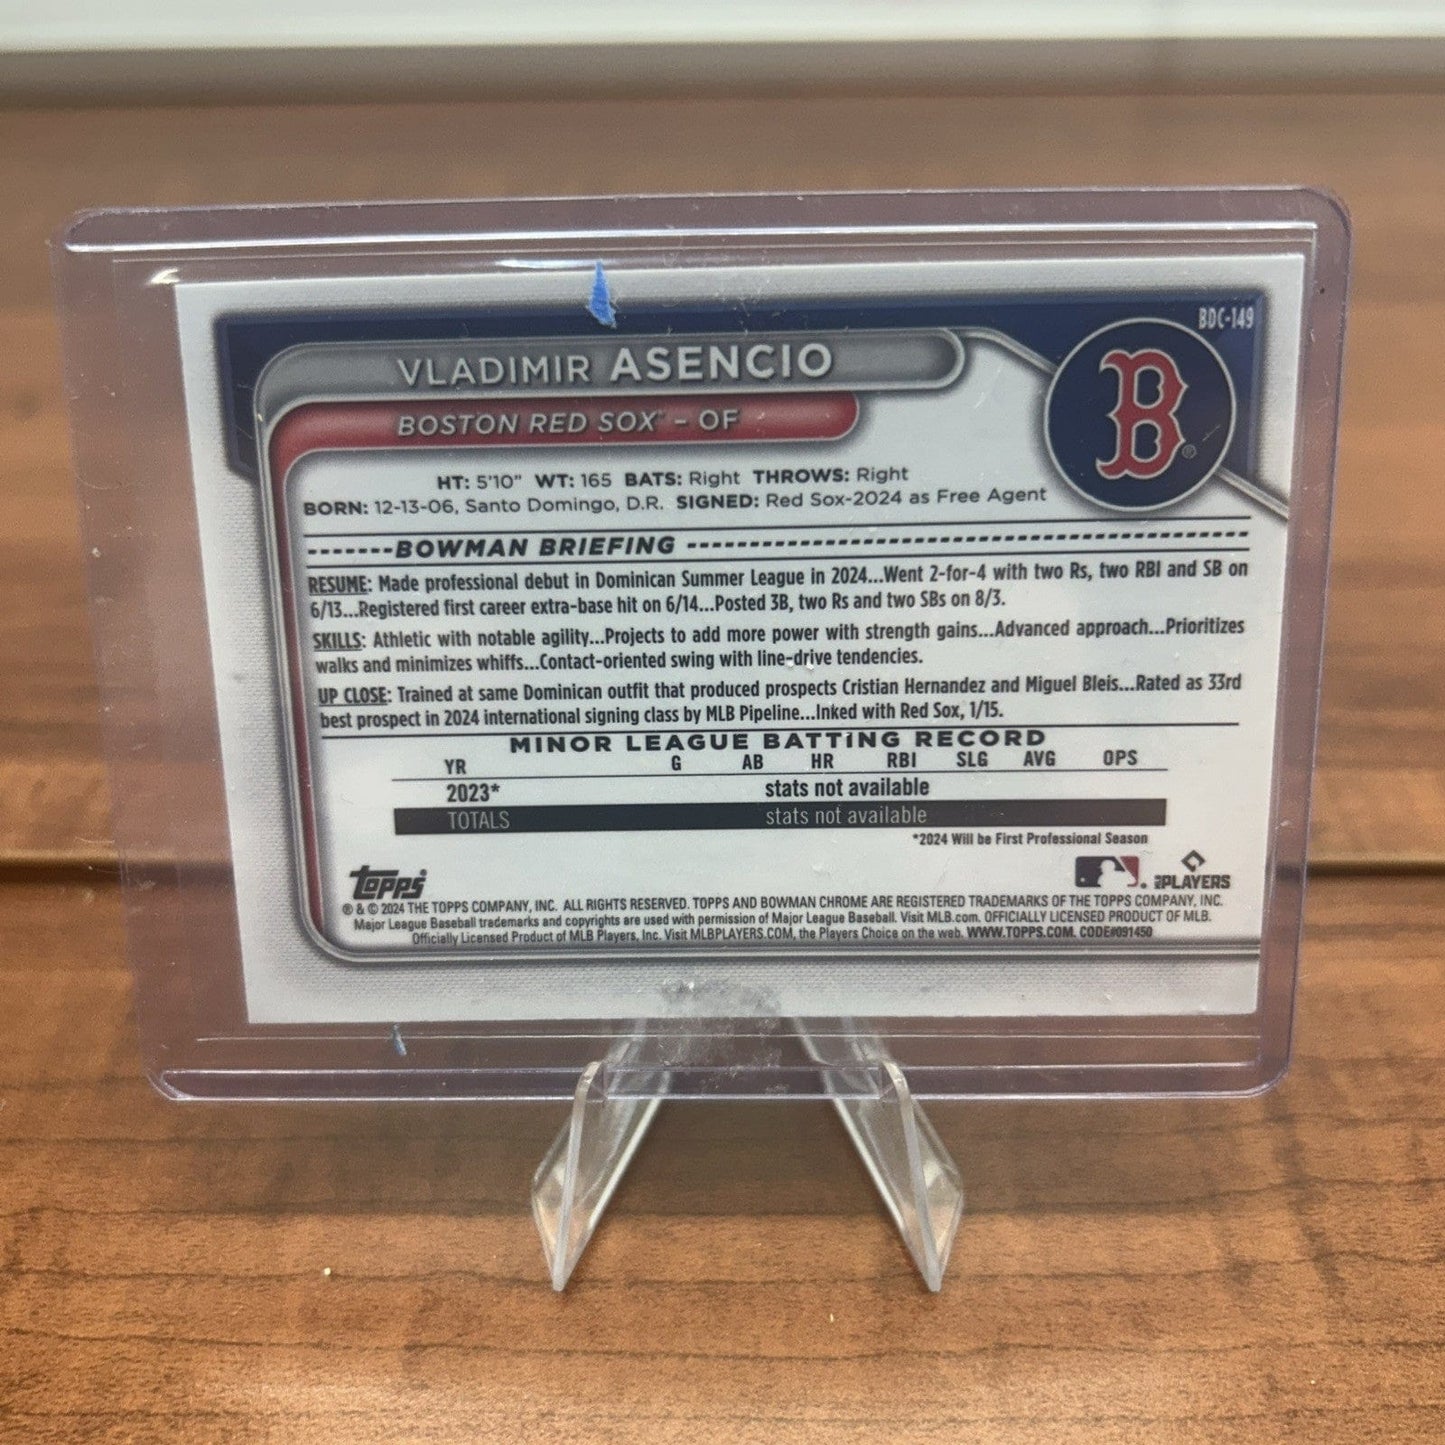 BDC-149
VLADIMIR ASENCIO
B®
BOSTON RED SOX™ – OF
HT: 5'10" WT: 165 BATS: Right THROWS: Right
BORN: 12-13-06, Santo Domingo, D.R. SIGNED: Red Sox-2024 as Free Agent
BOWMAN BRIEFING
RESUME: Made professional debut in Dominican Summer League in 2024...Went 2-for-4 with two Rs, two RBI and SB on
6/13...Registered first career extra-base hit on 6/14...Posted 3B, two Rs and two SBs on 8/3.
SKILLS: Athletic with notable agility...Projects to add more power with strength gains...Advanced approach...Prioritizes
walks and minimizes whiffs...Contact-oriented swing with line-drive tendencies.
UP CLOSE: Trained at same Dominican outfit that produced prospects Cristian Hernandez and Miguel Bleis...Rated as 33rd
best prospect in 2024 international signing class by MLB Pipeline...Inked with Red Sox, 1/15.
MINOR LEAGUE BATTING RECORD
YR G AB HR RBI SLG AVG OPS
2023* stats not available
TOTALS stats not available
*2024 Will be First Professional Season
Topps
MLB PLAYERS
® & © 2024 THE TOPPS COMPANY, INC. ALL RIGHTS RESERVED. TOPPS AND BOWMAN CHROME ARE REGISTERED TRADEMARKS OF THE TOPPS COMPANY, INC.
Major League Baseball trademarks and copyrights are used with permission of Major League Baseball. Visit MLB.com. OFFICIALLY LICENSED PRODUCT OF MLB.
Officially Licensed Product of MLB Players, Inc. Visit MLBPLAYERS.COM, the Players Choice on the web. WWW.TOPPS.COM. CODE#091450